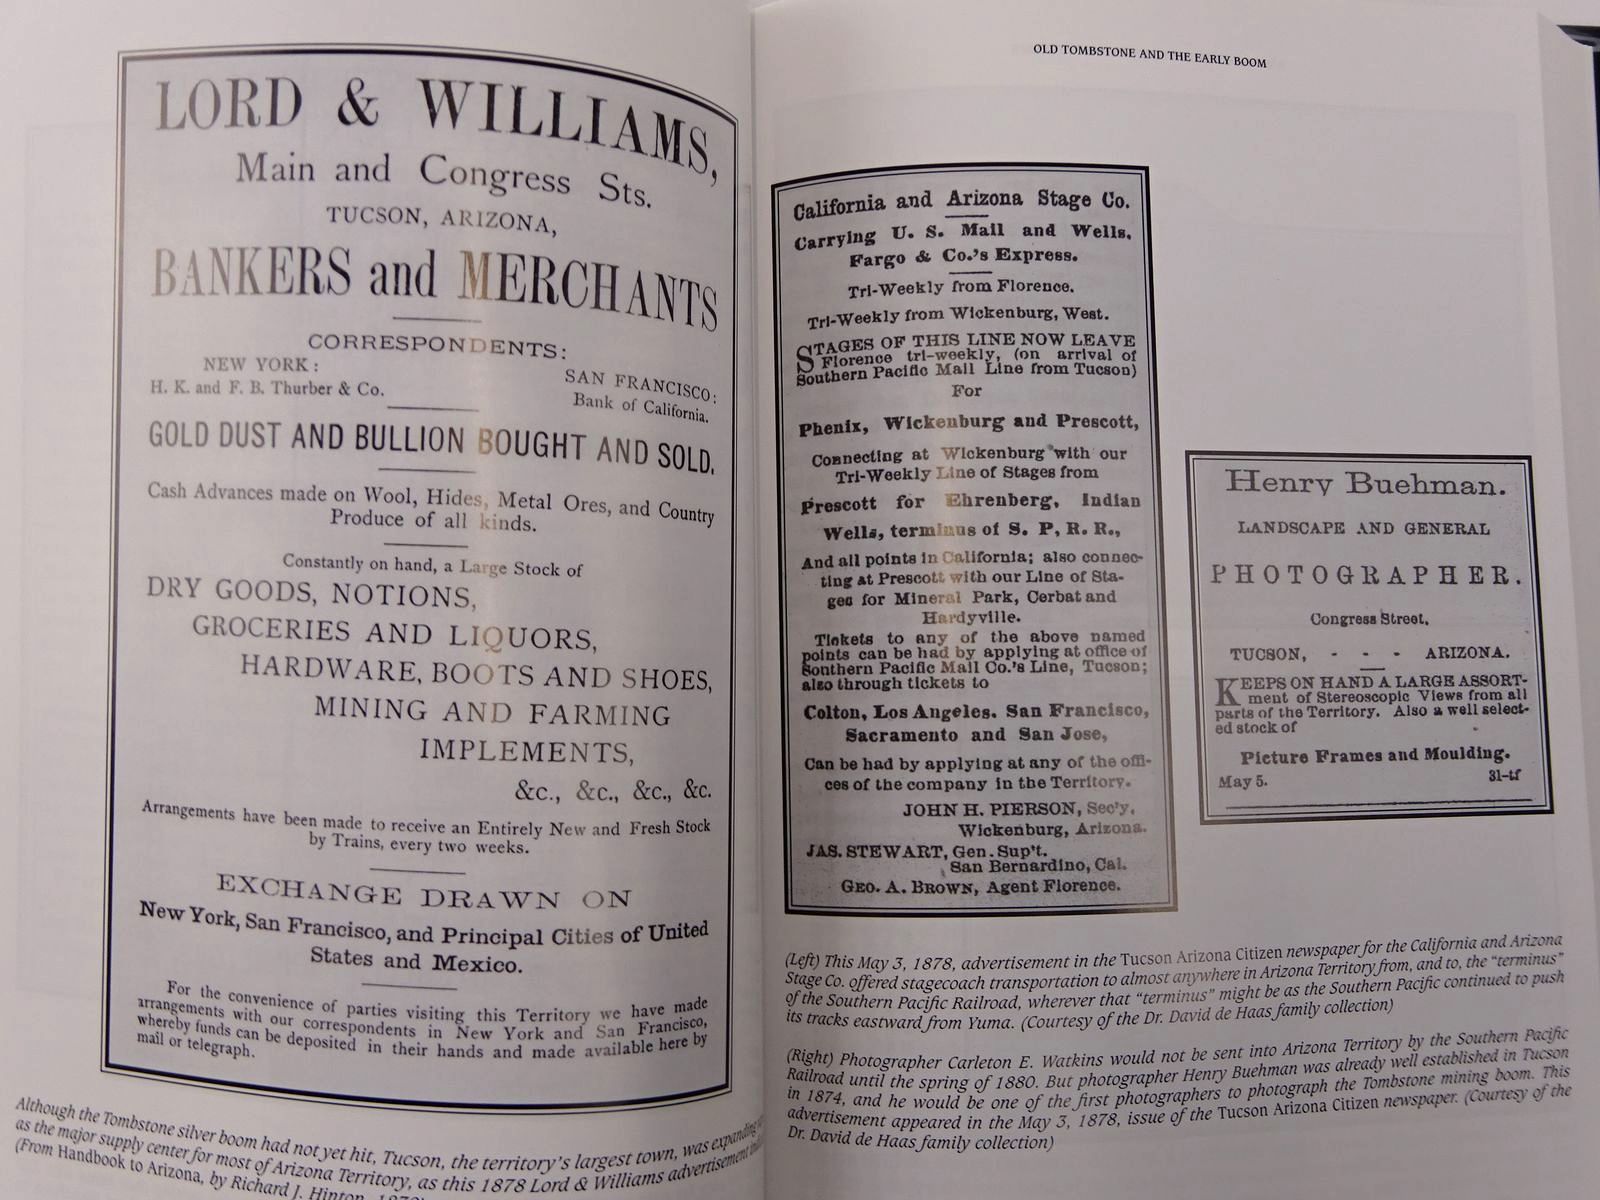 LORD & WILLIAMS,
Main and Congress Sts.
TUCSON, ARIZONA,
BANKERS and MERCHANTS
CORRESPONDENTS:
NEW YORK:
H. K. and F. B. Thurber & Co.
SAN FRANCISCO:
Bank of California.
GOLD DUST AND BULLION BOUGHT AND SOLD.
Cash Advances made on Wool, Hides, Metal Ores, and Country
Produce of all kinds.
Constantly on hand, a Large Stock of
DRY GOODS, NOTIONS,
GROCERIES AND LIQUORS,
HARDWARE, BOOTS AND SHOES,
MINING AND FARMING
IMPLEMENTS,
&c., &c., &c., &c.
Arrangements have been made to receive an Entirely New and Fresh Stock
by Trains, every two weeks.
EXCHANGE DRAWN ON
New York, San Francisco, and Principal Cities of United
States and Mexico.
For the convenience of parties visiting this Territory we have made
arrangements with our correspondents in New York and San Francisco,
whereby funds can be deposited in their hands and made available here by
mail or telegraph.
Although the Tombstone silver boom had not yet hit, Tucson, the territory's largest town, was expanding
as the major supply center for most of Arizona Territory, as this 1878 Lord & Williams advertisement
(From Handbook to Arizona, by Richard J. Hinton,
OLD TOMBSTONE AND THE EARLY BOOM
California and Arizona Stage Co.
Carrying U. S. Mail and Wells,
Fargo & Co.'s Express.
Tri-Weekly from Florence.
Tri-Weekly from Wickenburg, West.
STAGES OF THIS LINE NOW LEAVE
Florence tri-weekly, (on arrival of
Southern Pacific Mail Line from Tucson)
For
Phenix, Wickenburg and Prescott,
Connecting at Wickenburg with our
Tri-Weekly Line of Stages from
Prescott for Ehrenberg, Indian
Wells, terminus of S. P, R. R.,
And all points in California; also connec-
ting at Prescott with our Line of Sta-
ges for Mineral Park, Cerbat and
Hardyville.
Tickets to any of the above named
points can be had by applying at office of
Southern Pacific Mail Co.'s Line, Tucson;
also through tickets to
Colton, Los Angeles. San Francisco,
Sacramento and San Jose,
Can be had by applying at any of the offi-
ces of the company in the Territory.
JOHN H. PIERSON, Sec'y.
Wickenburg, Arizona.
JAS. STEWART, Gen. Sup't.
San Bernardino, Cal.
GEO. A. BROWN, Agent Florence.
Henry Buehman.
LANDSCAPE AND GENERAL
PHOTOGRAPHER.
Congress Street,
TUCSON, - - - ARIZONA.
KEEPS ON HAND A LARGE ASSORT-
ment of Stereoscopic Views from all
parts of the Territory. Also a well select-
ed stock of
Picture Frames and Moulding.
May 5. 31-tf
(Left) This May 3, 1878, advertisement in the Tucson Arizona Citizen newspaper for the California and Arizona
Stage Co. offered stagecoach transportation to almost anywhere in Arizona Territory from, and to, the "terminus"
of the Southern Pacific Railroad, wherever that "terminus" might be as the Southern Pacific continued to push
its tracks eastward from Yuma. (Courtesy of the Dr. David de Haas family collection)
(Right) Photographer Carleton E. Watkins would not be sent into Arizona Territory by the Southern Pacific
Railroad until the spring of 1880. But photographer Henry Buehman was already well established in Tucson
in 1874, and he would be one of the first photographers to photograph the Tombstone mining boom. This
advertisement appeared in the May 3, 1878, issue of the Tucson Arizona Citizen newspaper. (Courtesy of the
Dr. David de Haas family collection)